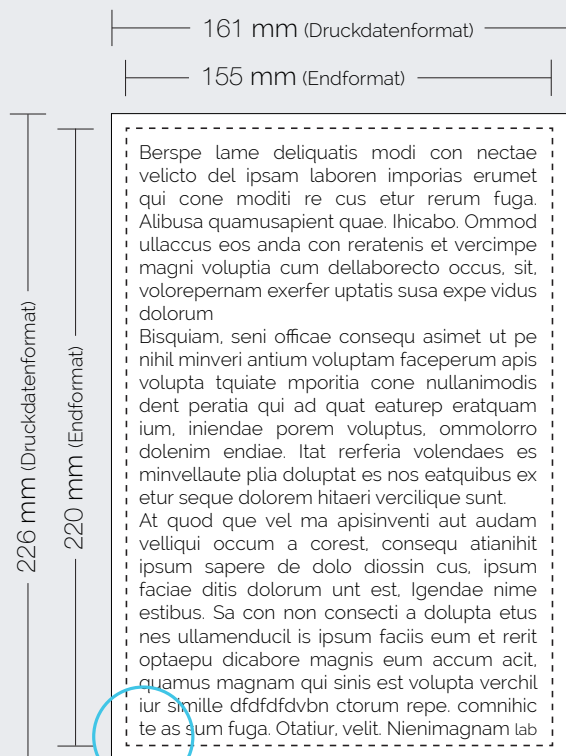 161 mm (Druckdatenformat)
155 mm (Endformat)
226 mm (Druckdatenformat)
220 mm (Endformat)
Berspe lame deliquatis modi con nectae
velicto del ipsam laboren imporias erumet
qui cone moditi re cus etur rerum fuga.
Alibusa quamusapient quae. Ihicabo. Ommod
ullaccus eos anda con reratenis et vercimpe
magni voluptia cum dellaborecto occus, sit,
volorepernam exerfer uptatis susa expe vidus
dolorum
Bisquiam, seni officae consequ asimet ut pe
nihil minveri antium voluptam faceperum apis
volupta tquiate mporitia cone nullanimodis
dent peratia qui ad quat eaturep eratquam
ium, iniendae porem voluptus, ommolorro
dolenim endiae. Itat rerferia volendaes es
minvellaute plia doluptat es nos eatquibus ex
etur seque dolorem hitaeri vercilique sunt.
At quod que vel ma apisinventi aut audam
velliqui occum a corest, consequ atianihit
ipsum sapere de dolo diossin cus, ipsum
faciae ditis dolorum unt est, Igendae nime
estibus. Sa con non consecti a dolupta etus
nes ullamenducil is ipsum faciis eum et rerit
optaepu dicabore magnis eum accum acit,
quamus magnam qui sinis est volupta verchil
iur simille dfdfdfdvbn ctorum repe. comnihic
te as sum fuga. Otatiur, velit. Nienimagnam lab